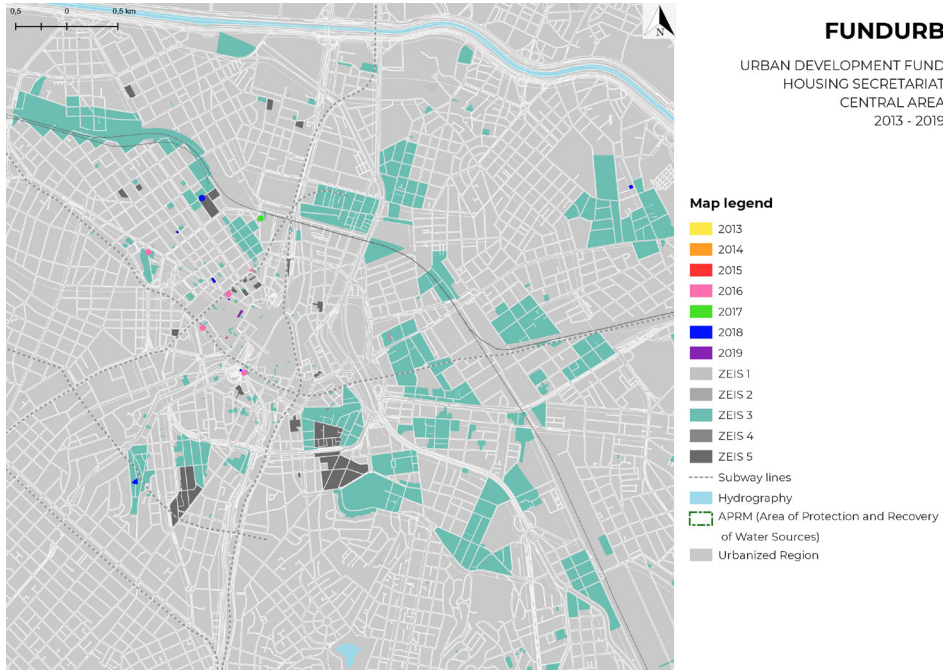 0,5 0 0,5 km
N
FUNDURB
URBAN DEVELOPMENT FUND
HOUSING SECRETARIAT
CENTRAL AREA
2013 - 2019
Map legend
2013
2014
2015
2016
2017
2018
2019
ZEIS 1
ZEIS 2
ZEIS 3
ZEIS 4
ZEIS 5
Subway lines
Hydrography
APRM (Area of Protection and Recovery
of Water Sources)
Urbanized Region